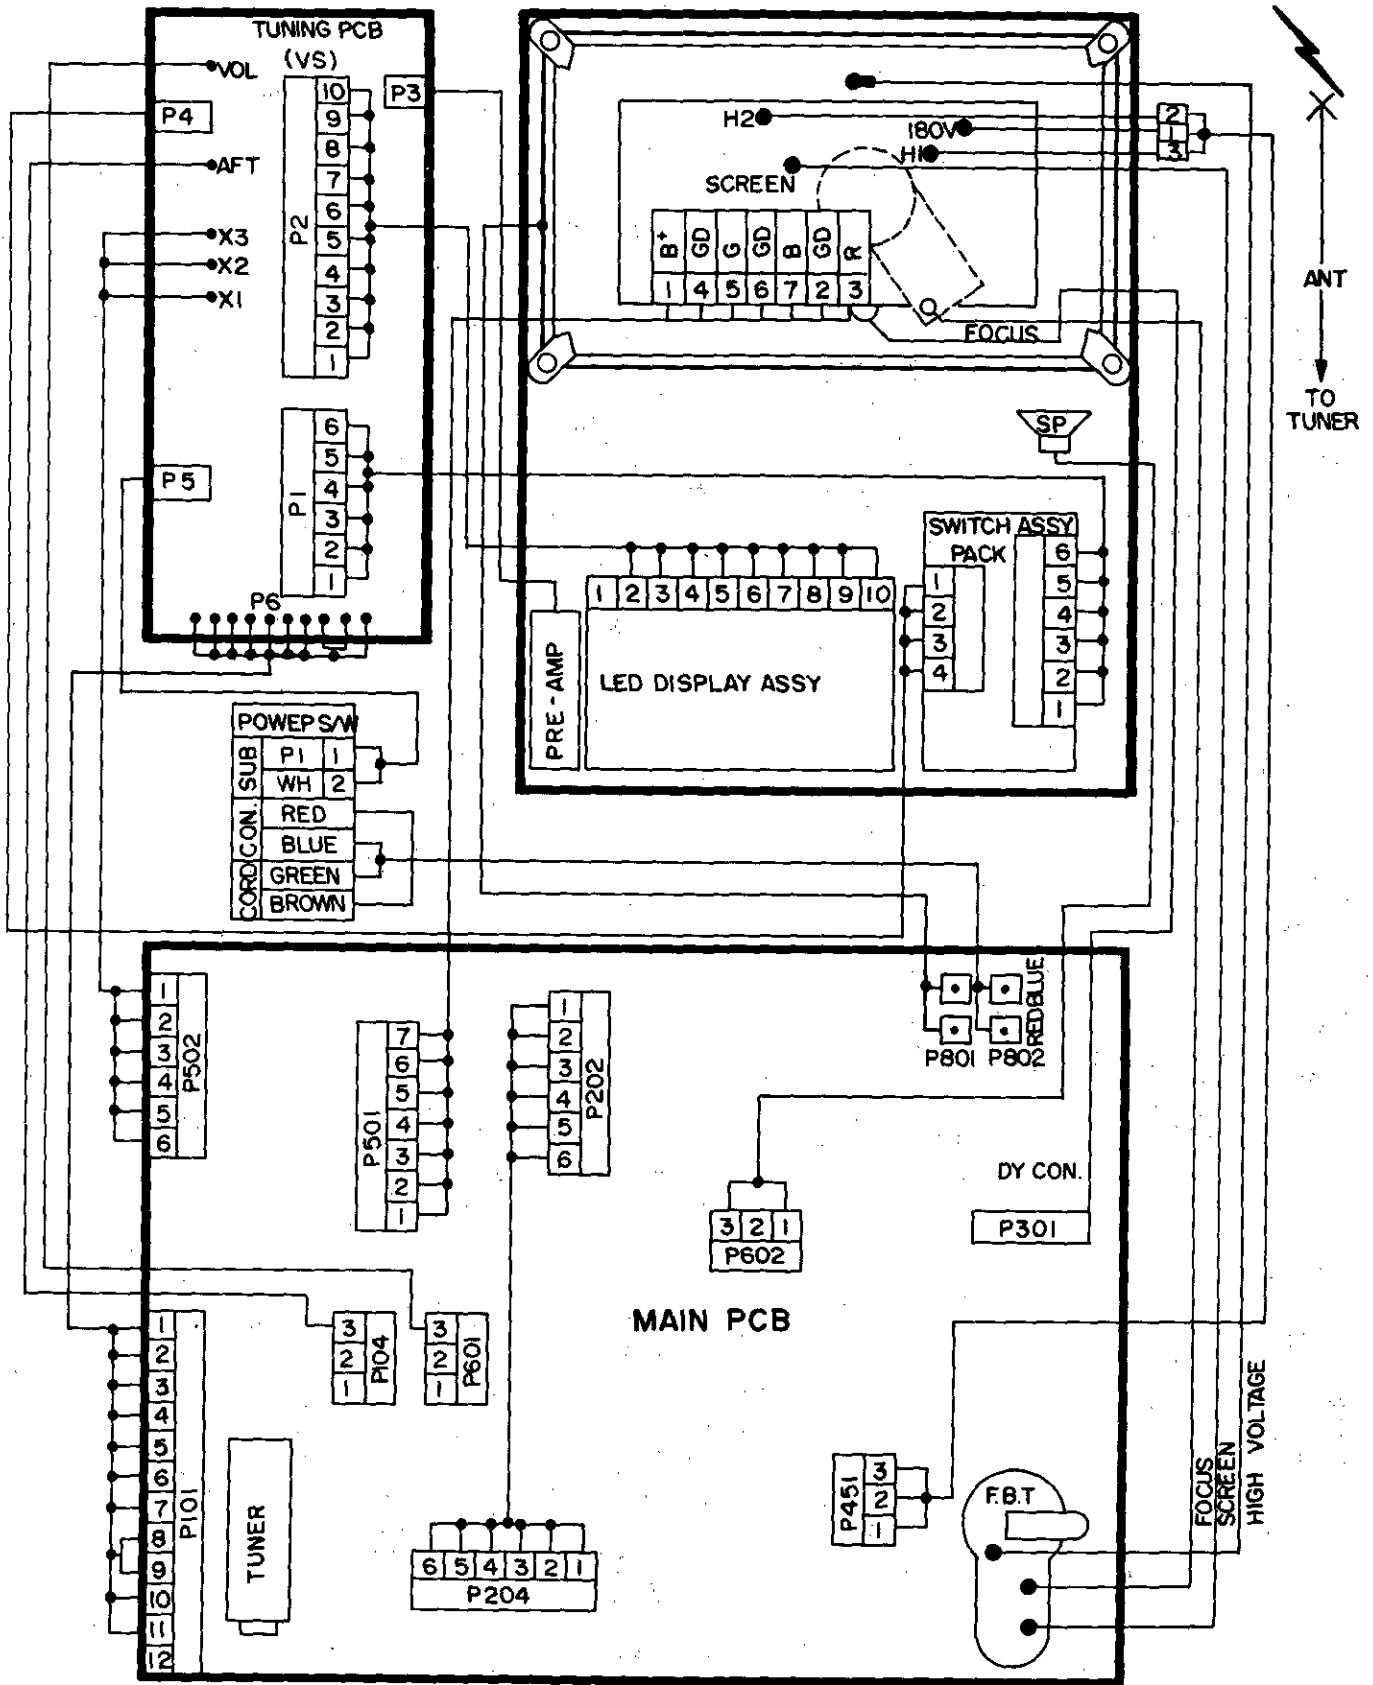 TUNING PCB
(VS)
VOL
P4
AFT
X3
X2
X1
P2
10
9
8
7
6
5
4
3
2
1
P3
P1
6
5
4
3
2
1
P5
P6
H2
180V
H1
SCREEN
B+ GD G GD B GD R
1 4 5 6 7 2 3
FOCUS
2
1
3
ANT
TO
TUNER
SP
SWITCH ASSY
PACK
1
2
3
4
6
5
4
3
2
1
1 2 3 4 5 6 7 8 9 10
LED DISPLAY ASSY
PRE-AMP
POWEP S/W
SUB
P1 1
WH 2
CORD CON.
RED
BLUE
GREEN
BROWN
1
2
3
4
5
6
P502
P501
7
6
5
4
3
2
1
1
2
3
4
5
6
P202
BLUE
RED
P801 P802
DY CON.
P301
3 2 1
P602
MAIN PCB
3
2
1
P104
3
2
1
P601
1
2
3
4
5
6
7
8
9
10
11
12
P101
TUNER
6 5 4 3 2 1
P204
P451
3
2
1
F.B.T
FOCUS
SCREEN
HIGH VOLTAGE